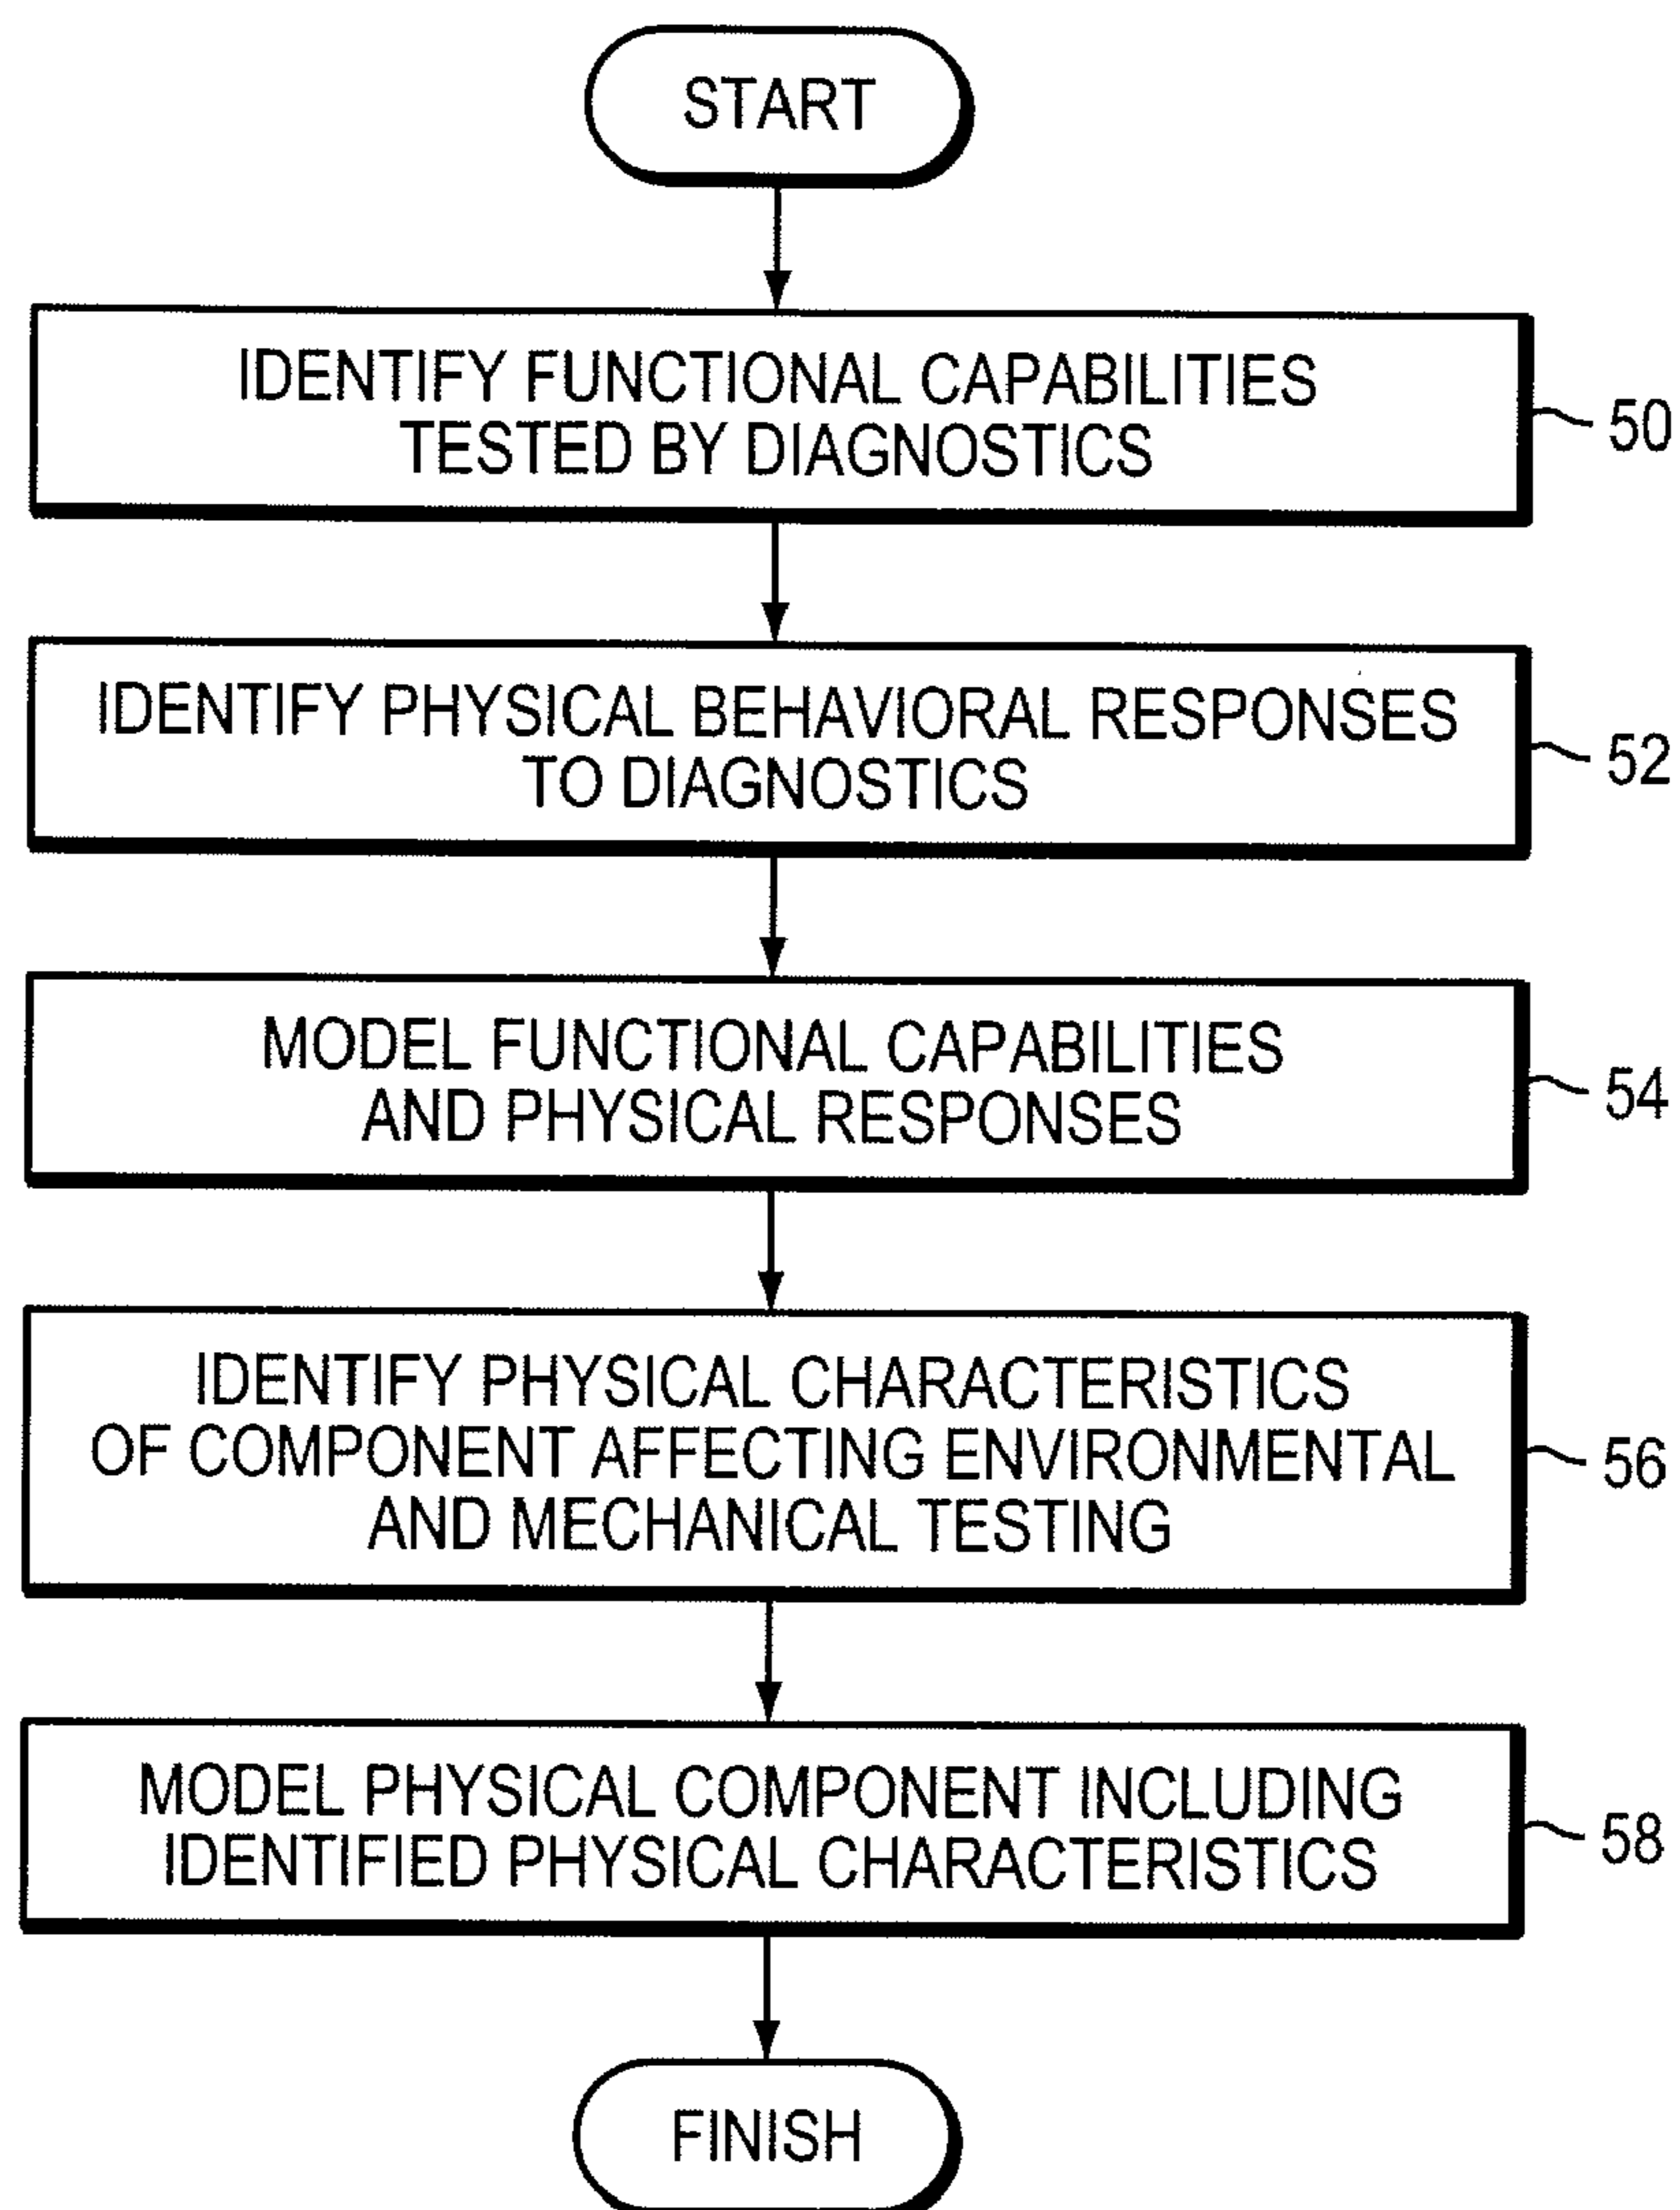 START
IDENTIFY FUNCTIONAL CAPABILITIES
TESTED BY DIAGNOSTICS
50
IDENTIFY PHYSICAL BEHAVIORAL RESPONSES
TO DIAGNOSTICS
52
MODEL FUNCTIONAL CAPABILITIES
AND PHYSICAL RESPONSES
54
IDENTIFY PHYSICAL CHARACTERISTICS
OF COMPONENT AFFECTING ENVIRONMENTAL
AND MECHANICAL TESTING
56
MODEL PHYSICAL COMPONENT INCLUDING
IDENTIFIED PHYSICAL CHARACTERISTICS
58
FINISH